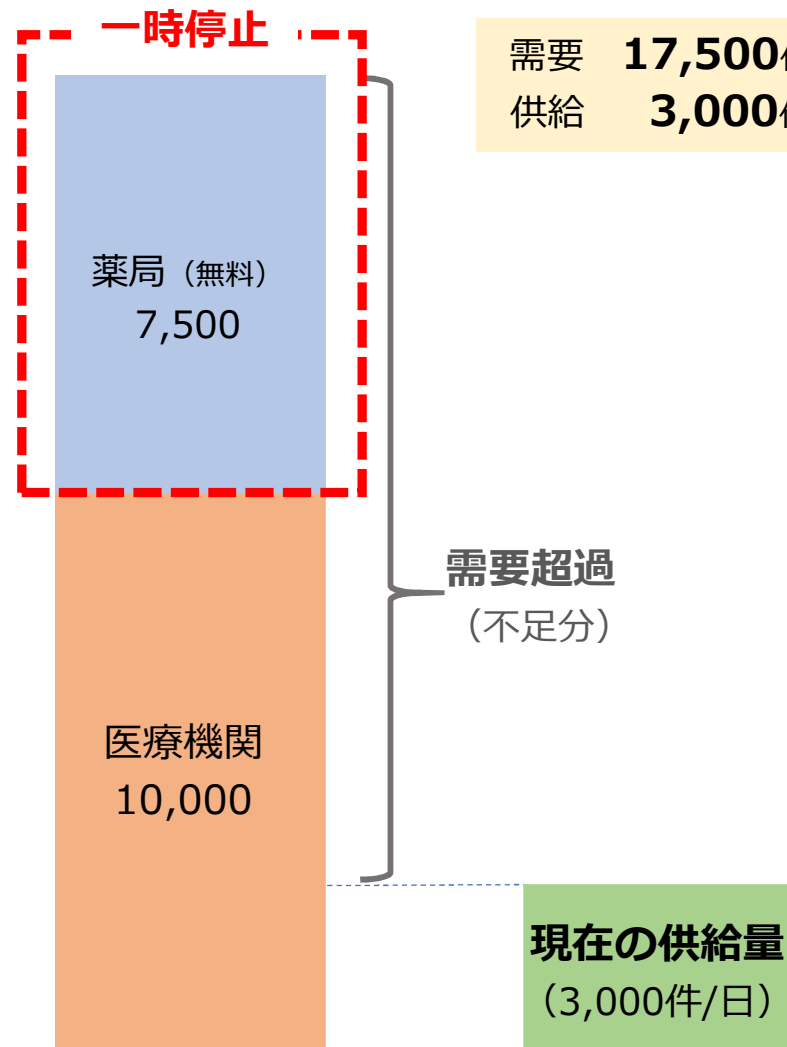 一時停止
需要 17,500
供給 3,000
薬局（無料）
7,500
需要超過
（不足分）
医療機関
10,000
現在の供給量
（3,000件/日）